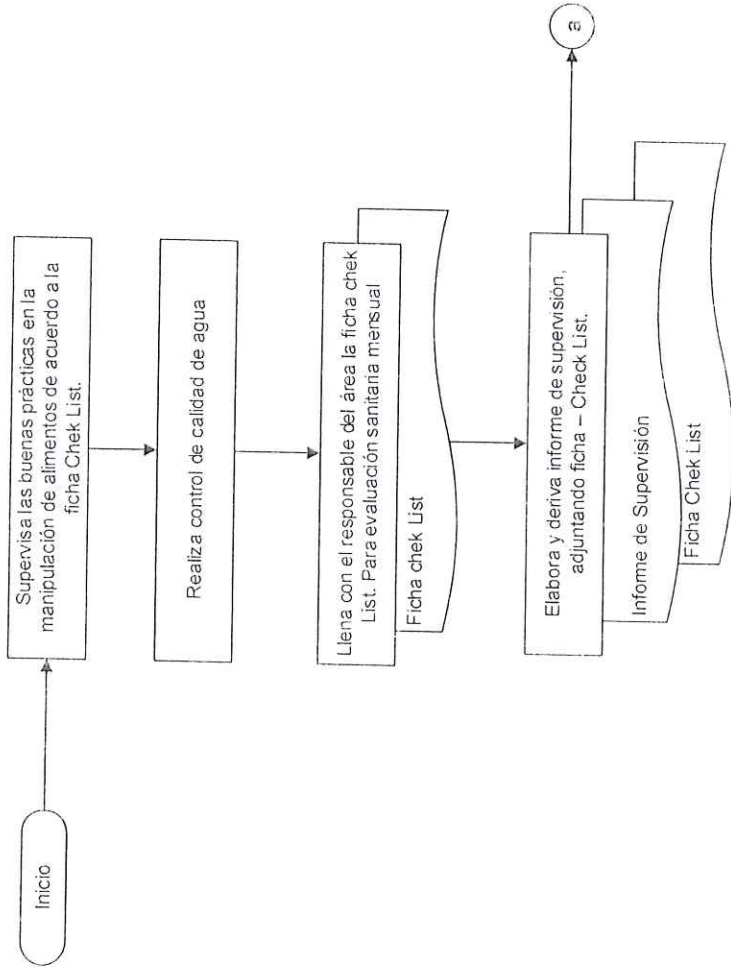 Inicio
Supervisa las buenas prácticas en la
manipulación de alimentos de acuerdo a la
ficha Chek List.
Realiza control de calidad de agua
Llena con el responsable del área la ficha chek
List. Para evaluación sanitaria mensual
Ficha chek List
Elabora y deriva informe de supervisión,
adjuntando ficha – Check List.
Informe de Supervisión
Ficha Chek List
a